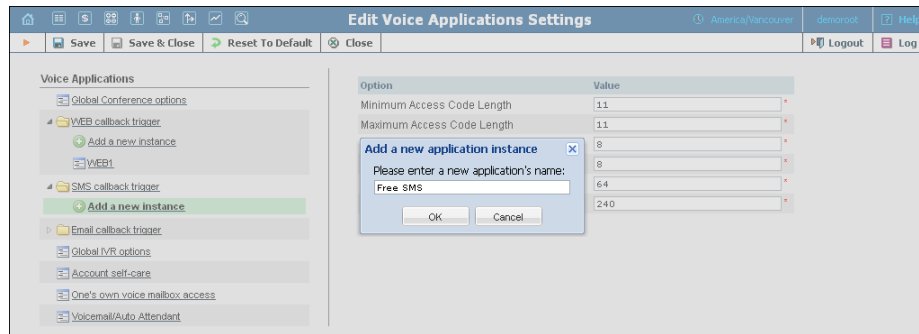 Edit Voice Applications Settings
America/Vancouver
demoroot
Help
Save
Save & Close
Reset To Default
Close
Logout
Log
Voice Applications
Global Conference options
WEB callback trigger
Add a new instance
WEB1
SMS callback trigger
Add a new instance
Email callback trigger
Global IVR options
Account self-care
One's own voice mailbox access
Voicemail/Auto Attendant
Option Value
Minimum Access Code Length 11 *
Maximum Access Code Length 11 *
8 *
8 *
64 *
240 *
Add a new application instance
Please enter a new application's name:
Free SMS
OK Cancel